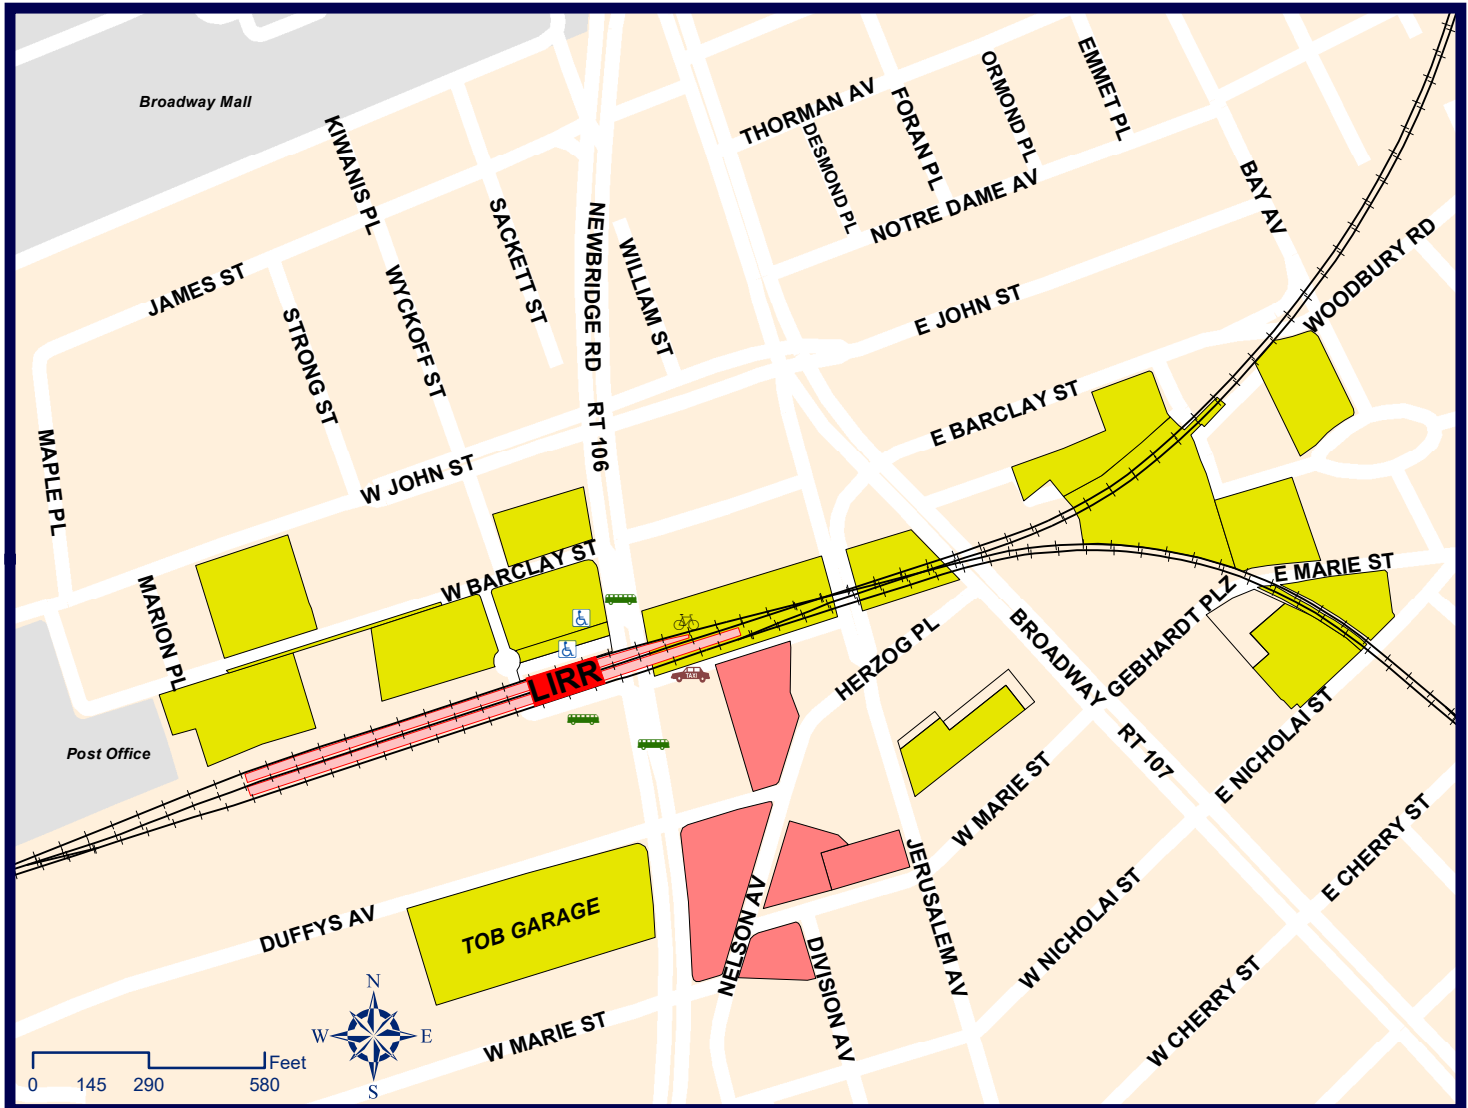 Broadway Mall
KIWANIS PL
JAMES ST
STRONG ST
WYCKOFF ST
SACKETT ST
NEWBRIDGE RD
RT 106
WILLIAM ST
THORMAN AV
DESMOND PL
FORAN PL
ORMOND PL
EMMET PL
NOTRE DAME AV
BAY AV
WOODBURY RD
E JOHN ST
E BARCLAY ST
MAPLE PL
W JOHN ST
W BARCLAY ST
MARION PL
LIRR
TAXI
HERZOG PL
BROADWAY
RT 107
GEBHARDT PLZ
E MARIE ST
E NICHOLAI ST
Post Office
W MARIE ST
E CHERRY ST
JERUSALEM AV
W NICHOLAI ST
W CHERRY ST
NELSON AV
DIVISION AV
DUFFYS AV
TOB GARAGE
W MARIE ST
N
W
E
S
Feet
0
145
290
580